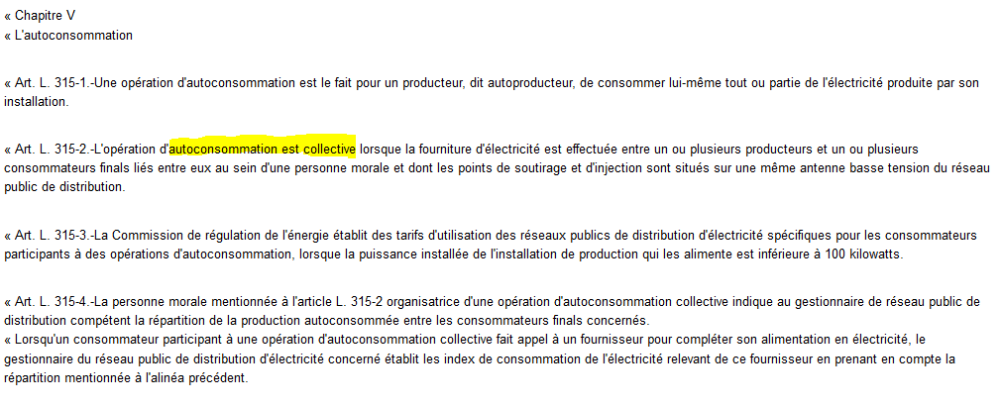 « Chapitre V
« L'autoconsommation
« Art. L. 315-1.-Une opération d'autoconsommation est le fait pour un producteur, dit autoproducteur, de consommer lui-même tout ou partie de l'électricité produite par son
installation.
« Art. L. 315-2.-L'opération d'autoconsommation est collective lorsque la fourniture d'électricité est effectuée entre un ou plusieurs producteurs et un ou plusieurs
consommateurs finals liés entre eux au sein d'une personne morale et dont les points de soutirage et d'injection sont situés sur une même antenne basse tension du réseau
public de distribution.
« Art. L. 315-3.-La Commission de régulation de l'énergie établit des tarifs d'utilisation des réseaux publics de distribution d'électricité spécifiques pour les consommateurs
participants à des opérations d'autoconsommation, lorsque la puissance installée de l'installation de production qui les alimente est inférieure à 100 kilowatts.
« Art. L. 315-4.-La personne morale mentionnée à l'article L. 315-2 organisatrice d'une opération d'autoconsommation collective indique au gestionnaire de réseau public de
distribution compétent la répartition de la production autoconsommée entre les consommateurs finals concernés.
« Lorsqu'un consommateur participant à une opération d'autoconsommation collective fait appel à un fournisseur pour compléter son alimentation en électricité, le
gestionnaire du réseau public de distribution d'électricité concerné établit les index de consommation de l'électricité relevant de ce fournisseur en prenant en compte la
répartition mentionnée à l'alinéa précédent.